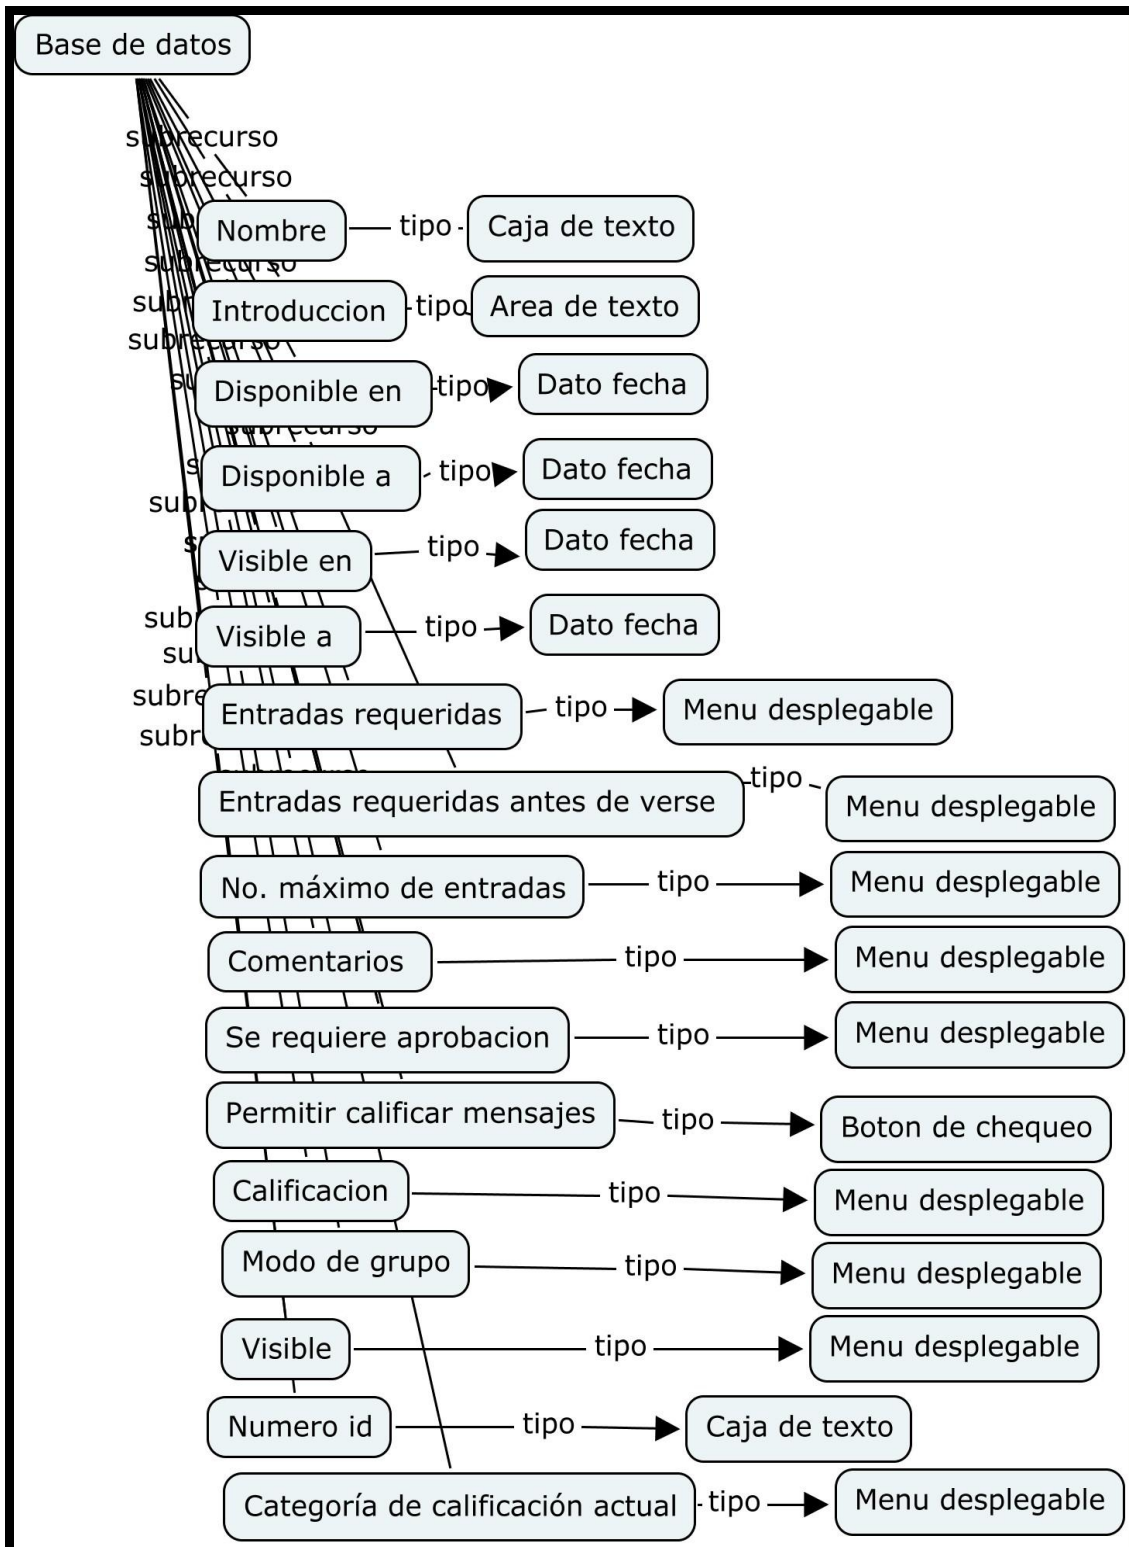 Base de datos
subrecurso
subrecurso
Nombre tipo Caja de texto
subrecurso
Introduccion tipo Area de texto
subrecurso
Disponible en tipo Dato fecha
subrecurso
Disponible a tipo Dato fecha
Visible en tipo Dato fecha
Visible a tipo Dato fecha
Entradas requeridas tipo Menu desplegable
subrecurso
Entradas requeridas antes de verse tipo Menu desplegable
No. máximo de entradas tipo Menu desplegable
Comentarios tipo Menu desplegable
Se requiere aprobacion tipo Menu desplegable
Permitir calificar mensajes tipo Boton de chequeo
Calificacion tipo Menu desplegable
Modo de grupo tipo Menu desplegable
Visible tipo Menu desplegable
Numero id tipo Caja de texto
Categoría de calificación actual tipo Menu desplegable